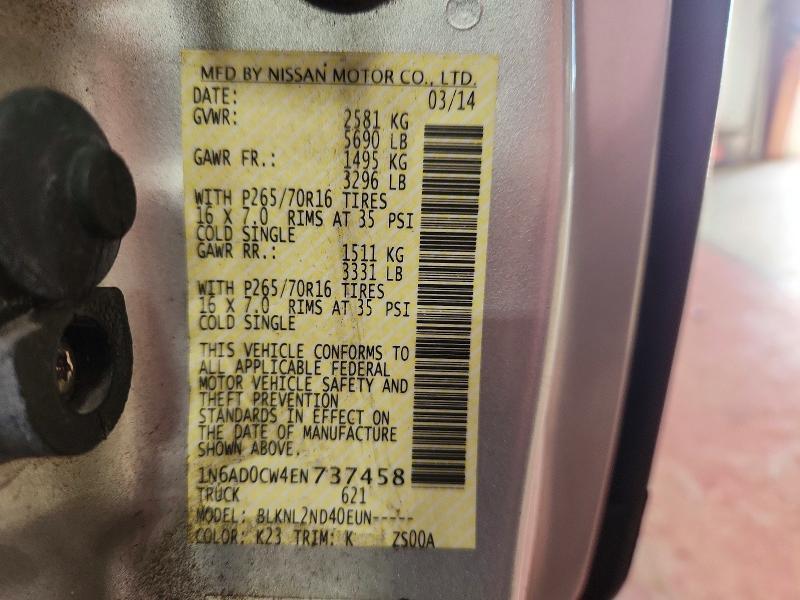 MFD BY NISSAN MOTOR CO., LTD.
DATE: 03/14
GVWR: 2581 KG
5690 LB
GAWR FR.: 1495 KG
3296 LB
WITH P265/70R16 TIRES
16 X 7.0 RIMS AT 35 PSI
COLD SINGLE
GAWR RR.: 1511 KG
3331 LB
WITH P265/70R16 TIRES
16 X 7.0 RIMS AT 35 PSI
COLD SINGLE
THIS VEHICLE CONFORMS TO
ALL APPLICABLE FEDERAL
MOTOR VEHICLE SAFETY AND
THEFT PREVENTION
STANDARDS IN EFFECT ON
THE DATE OF MANUFACTURE
SHOWN ABOVE.
1N6AD0CW4EN737458
TRUCK 621
MODEL: BLKNL2ND40EUN-----
COLOR: K23 TRIM: K ZS00A